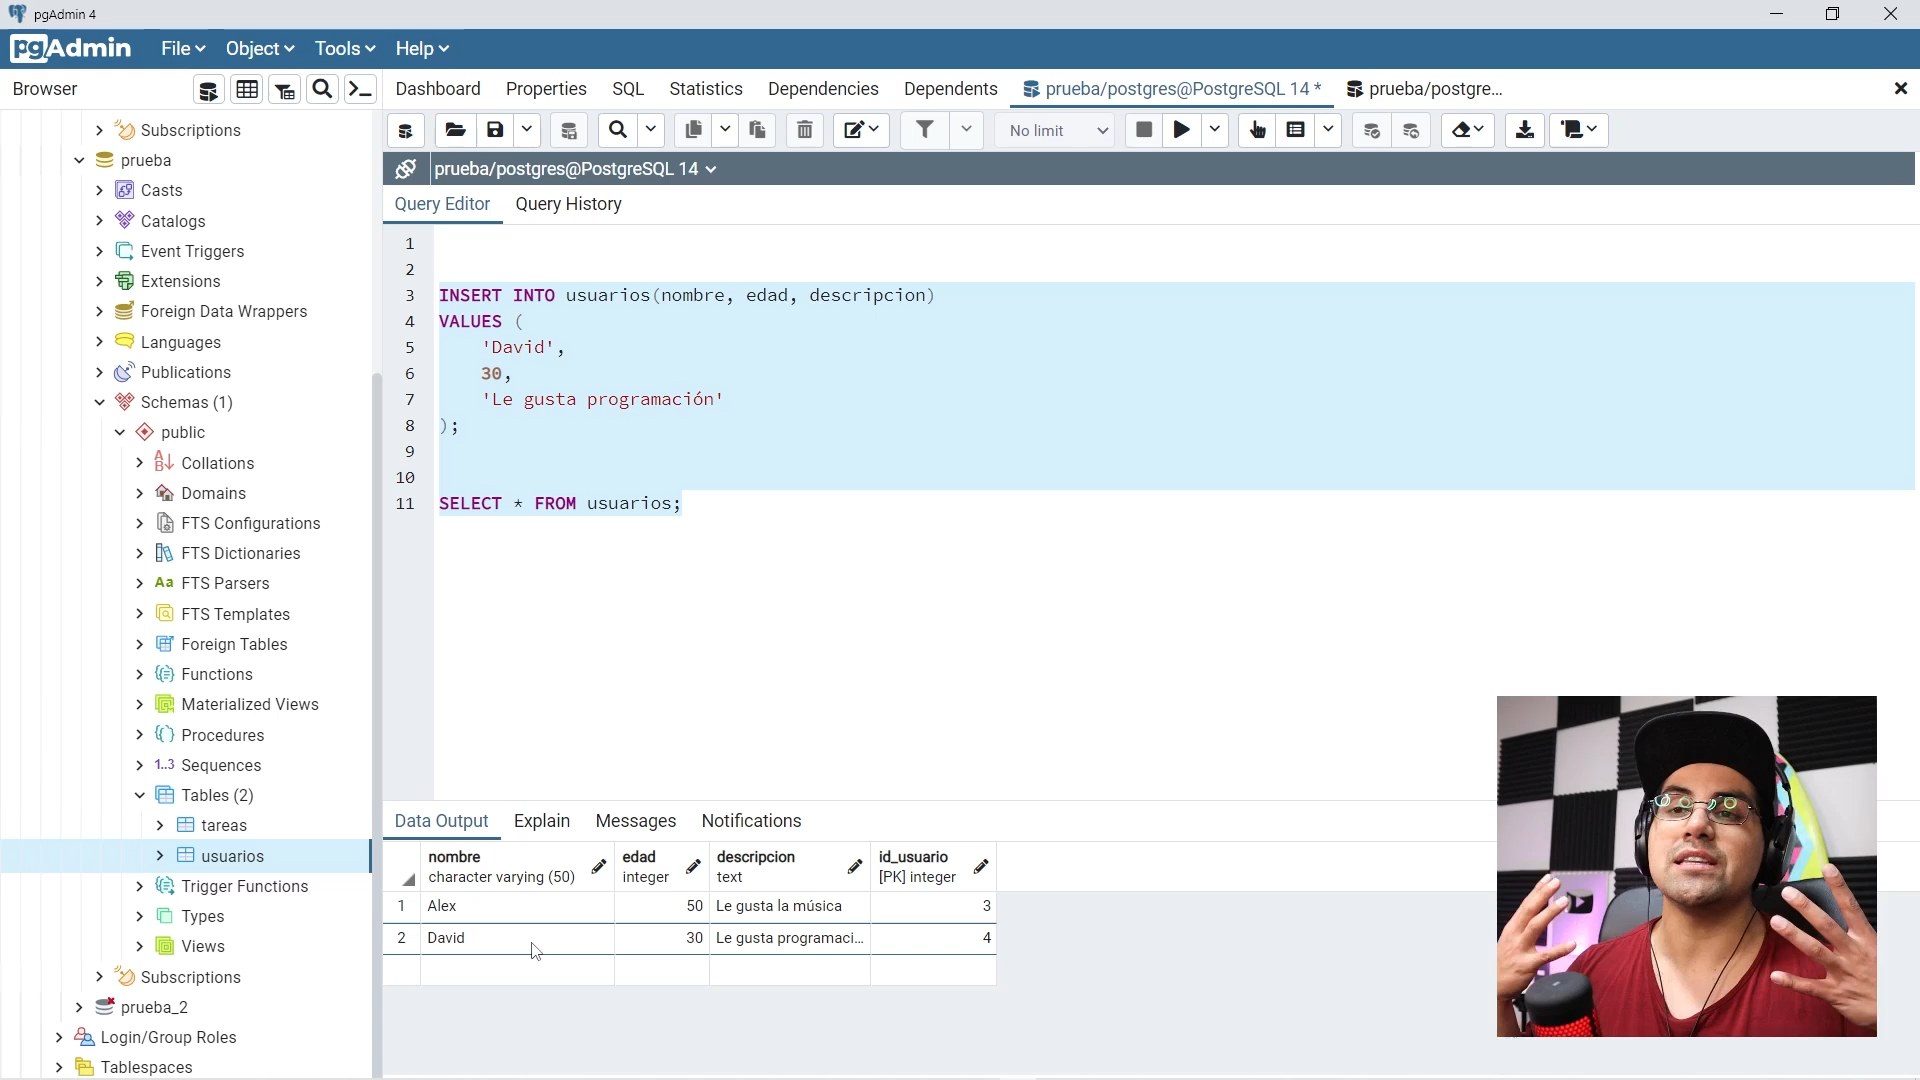 pgAdmin 4
pgAdmin File Object Tools Help
Browser
Dashboard Properties SQL Statistics Dependencies Dependents prueba/postgres@PostgreSQL 14 * prueba/postgre...
No limit
prueba/postgres@PostgreSQL 14
Query Editor Query History
Subscriptions
prueba
Casts
Catalogs
Event Triggers
Extensions
Foreign Data Wrappers
Languages
Publications
Schemas (1)
public
Collations
Domains
FTS Configurations
FTS Dictionaries
Aa FTS Parsers
FTS Templates
Foreign Tables
Functions
Materialized Views
Procedures
1..3 Sequences
Tables (2)
tareas
usuarios
Trigger Functions
Types
Views
Subscriptions
prueba_2
Login/Group Roles
Tablespaces
1
2
3 INSERT INTO usuarios(nombre, edad, descripcion)
4 VALUES (
5 'David',
6 30,
7 'Le gusta programación'
8 );
9
10
11 SELECT * FROM usuarios;
Data Output Explain Messages Notifications
nombre edad descripcion id_usuario
character varying (50) integer text [PK] integer
1 Alex 50 Le gusta la música 3
2 David 30 Le gusta programaci... 4